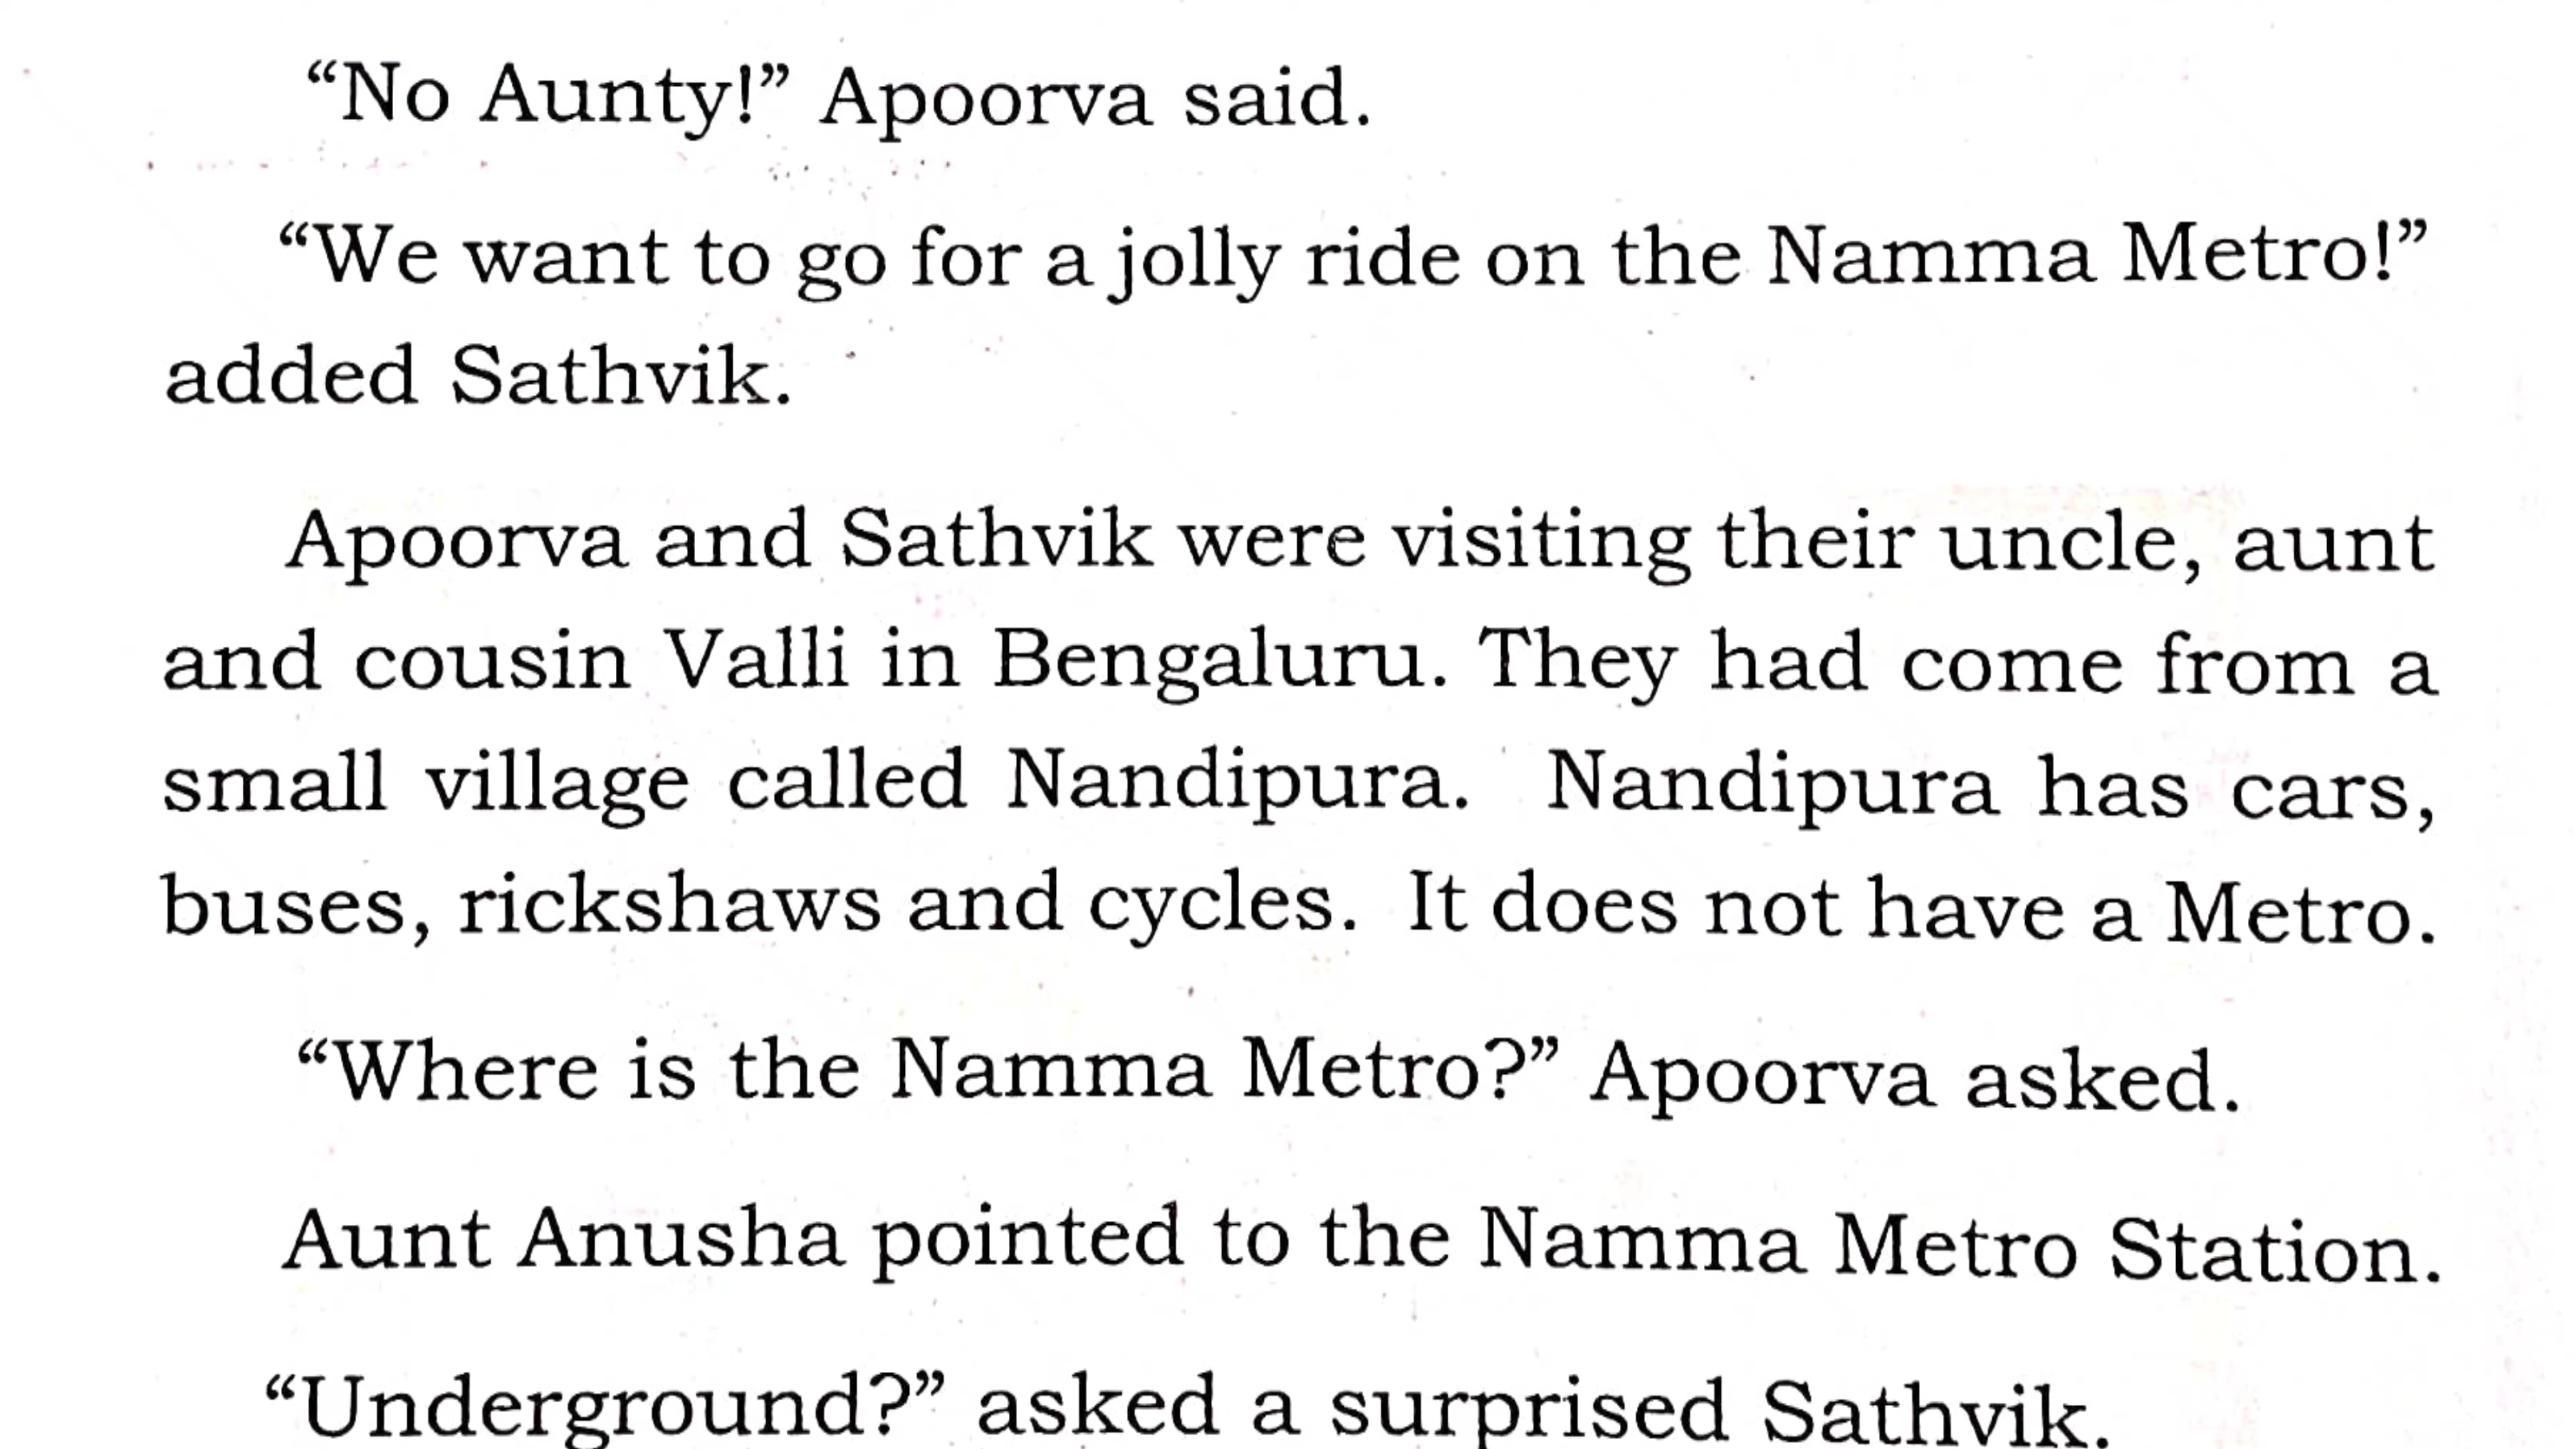 “No Aunty!” Apoorva said.
“We want to go for a jolly ride on the Namma Metro!”
added Sathvik.
Apoorva and Sathvik were visiting their uncle, aunt
and cousin Valli in Bengaluru. They had come from a
small village called Nandipura. Nandipura has cars,
buses, rickshaws and cycles. It does not have a Metro.
“Where is the Namma Metro?” Apoorva asked.
Aunt Anusha pointed to the Namma Metro Station.
“Underground?” asked a surprised Sathvik.